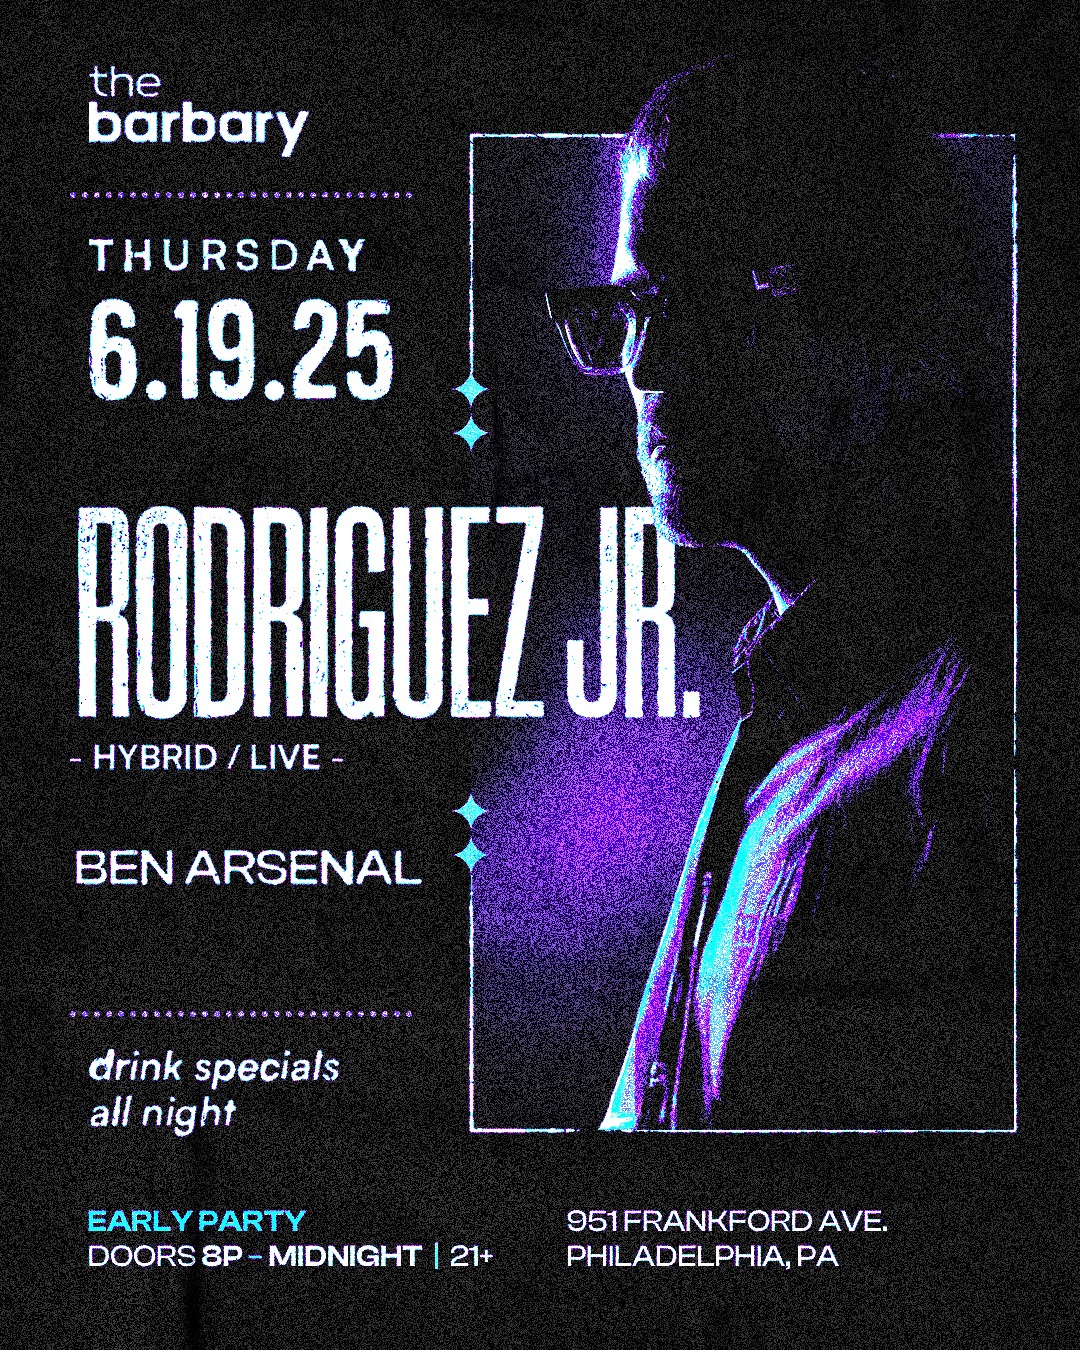 the
barbary
THURSDAY
6.19.25
RODRIGUEZ JR.
- HYBRID / LIVE -
BEN ARSENAL
drink specials
all night
EARLY PARTY
DOORS 8P - MIDNIGHT | 21+
951 FRANKFORD AVE.
PHILADELPHIA, PA